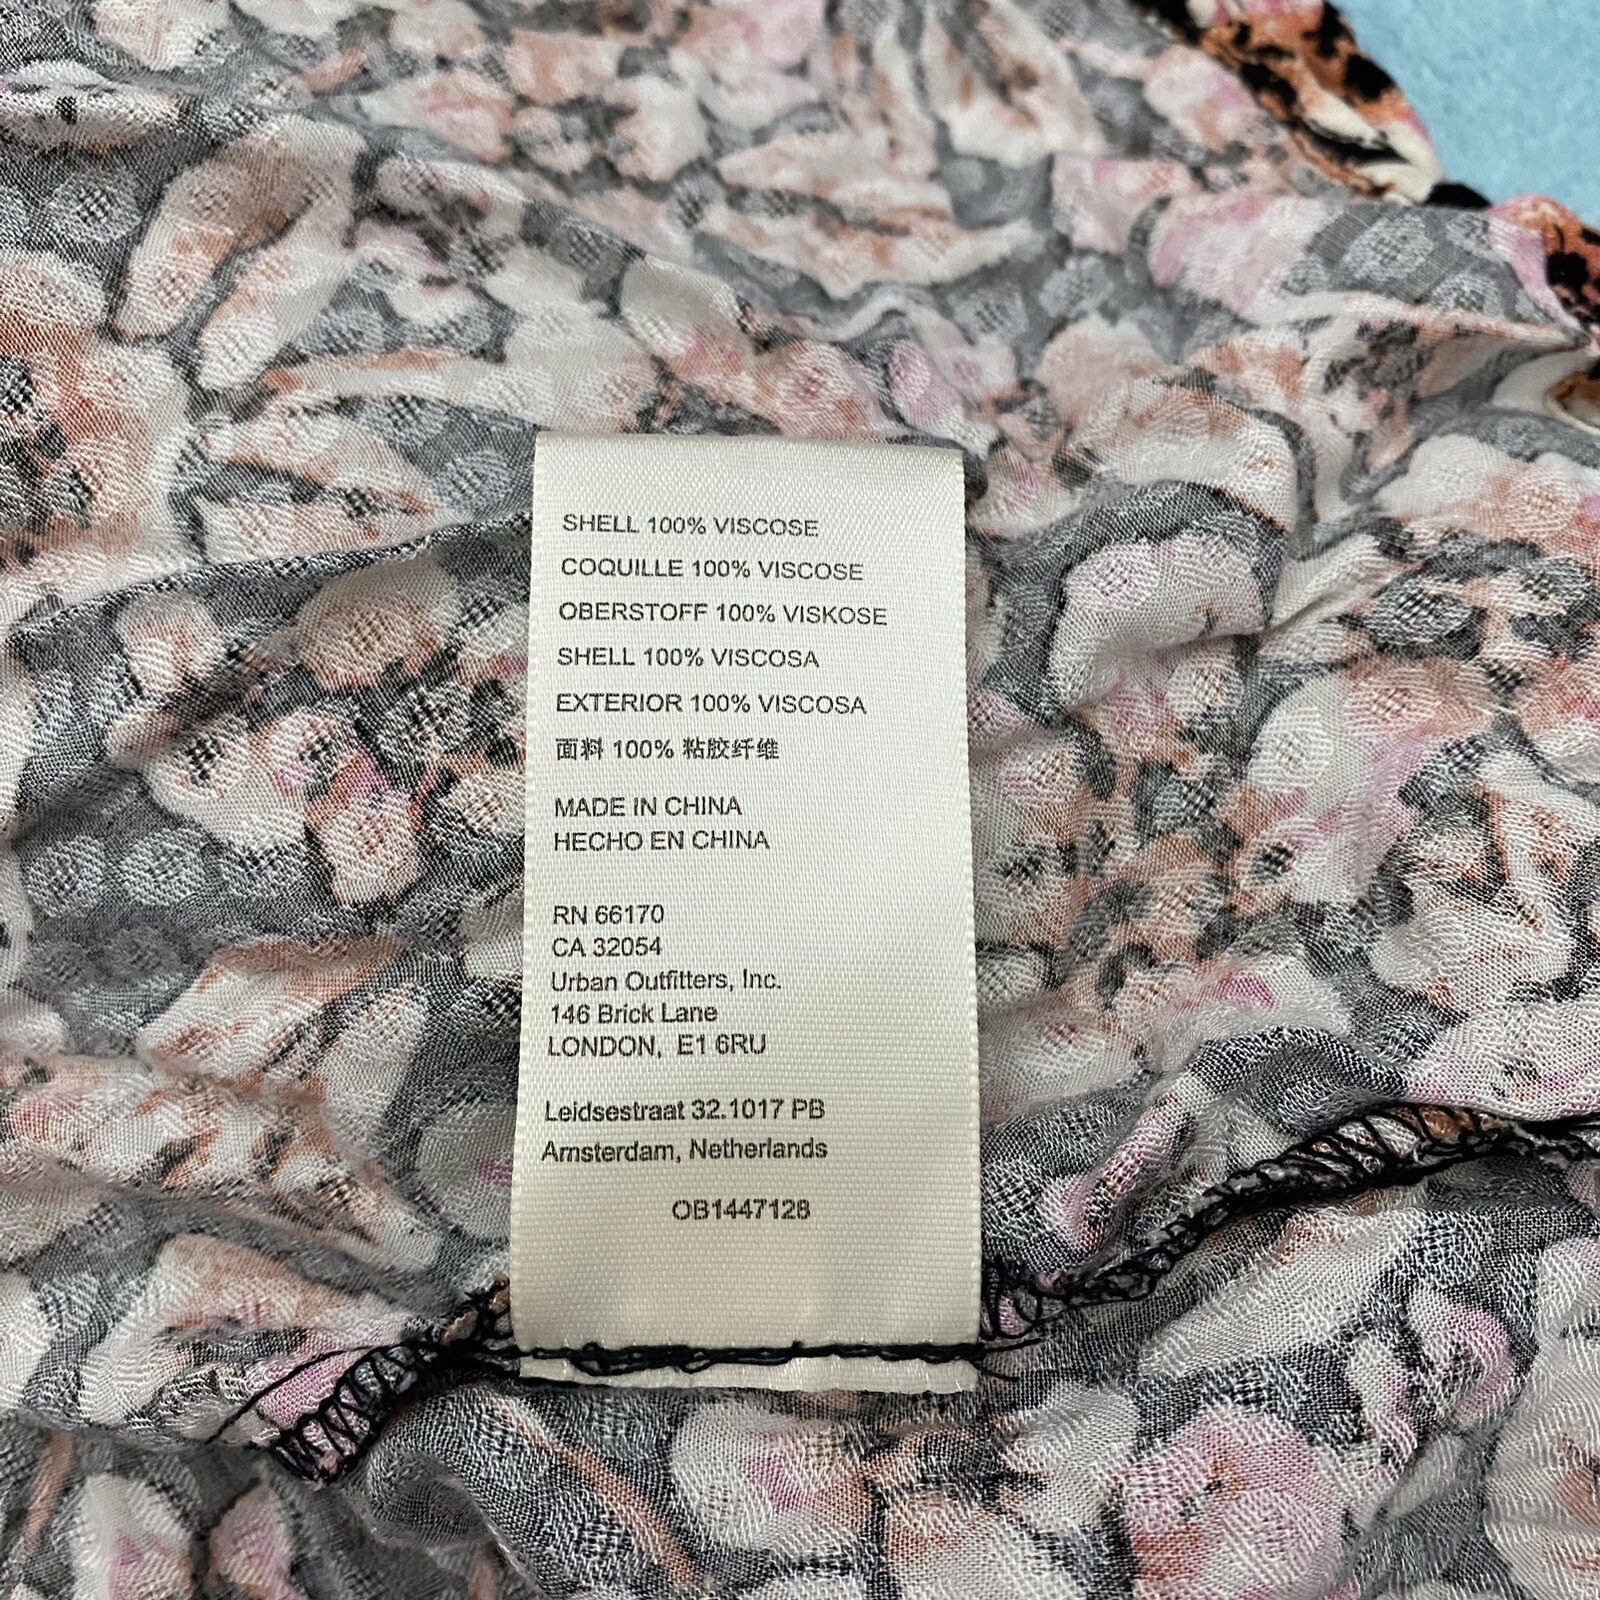 SHELL 100% VISCOSE
COQUILLE 100% VISCOSE
OBERSTOFF 100% VISKOSE
SHELL 100% VISCOSA
EXTERIOR 100% VISCOSA
面料 100% 粘胶纤维
MADE IN CHINA
HECHO EN CHINA
RN 66170
CA 32054
Urban Outfitters, Inc.
146 Brick Lane
LONDON, E1 6RU
Leidsestraat 32.1017 PB
Amsterdam, Netherlands
OB1447128